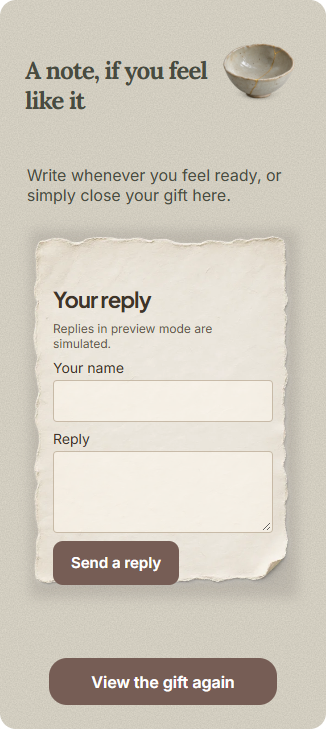 A note, if you feel
like it
Write whenever you feel ready, or
simply close your gift here.
Your reply
Replies in preview mode are
simulated.
Your name
Reply
Send a reply
View the gift again